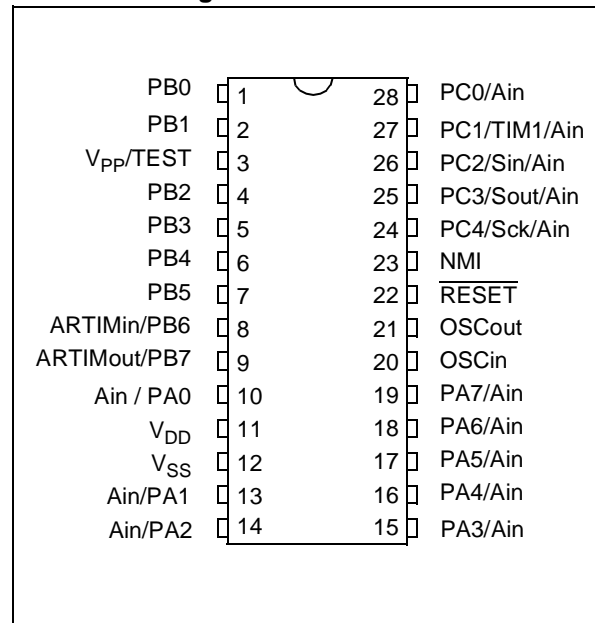 PB0 1 28 PC0/Ain
PB1 2 27 PC1/TIM1/Ain
VPP/TEST 3 26 PC2/Sin/Ain
PB2 4 25 PC3/Sout/Ain
PB3 5 24 PC4/Sck/Ain
PB4 6 23 NMI
PB5 7 22 RESET
ARTIMin/PB6 8 21 OSCout
ARTIMout/PB7 9 20 OSCin
Ain / PA0 10 19 PA7/Ain
VDD 11 18 PA6/Ain
VSS 12 17 PA5/Ain
Ain/PA1 13 16 PA4/Ain
Ain/PA2 14 15 PA3/Ain